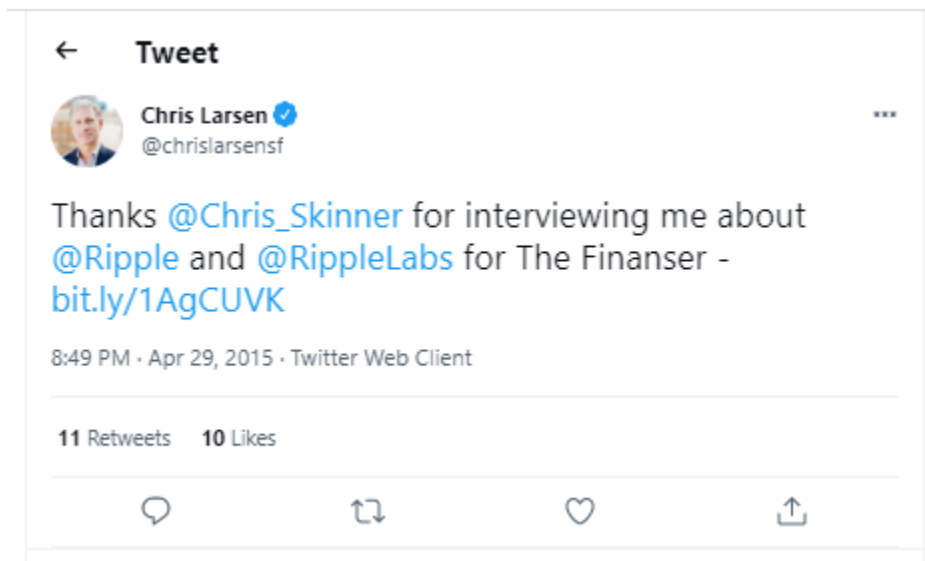 Tweet
Chris Larsen
@chrislarsensf
Thanks @Chris_Skinner for interviewing me about
@Ripple and @RippleLabs for The Finanser -
bit.ly/1AgCUVK
8:49 PM · Apr 29, 2015 · Twitter Web Client
11 Retweets 10 Likes